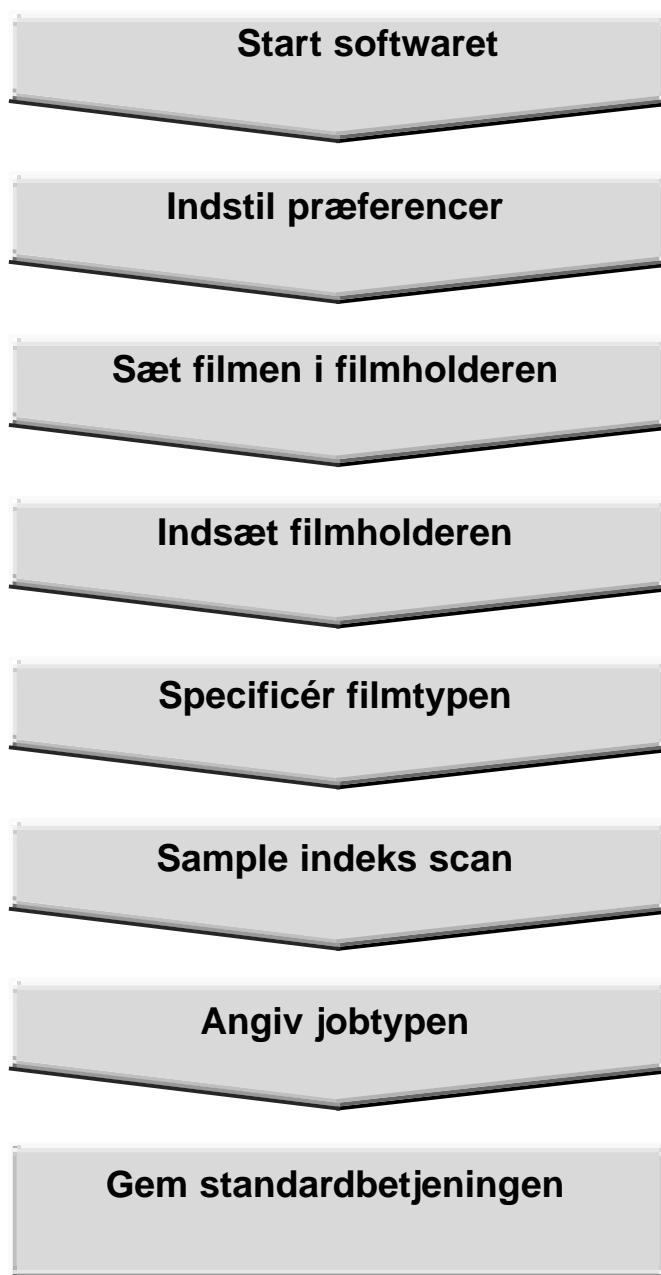 Start softwaret
Indstil præferencer
Sæt filmen i filmholderen
Indsæt filmholderen
Specificér filmtypen
Sample indeks scan
Angiv jobtypen
Gem standardbetjeningen